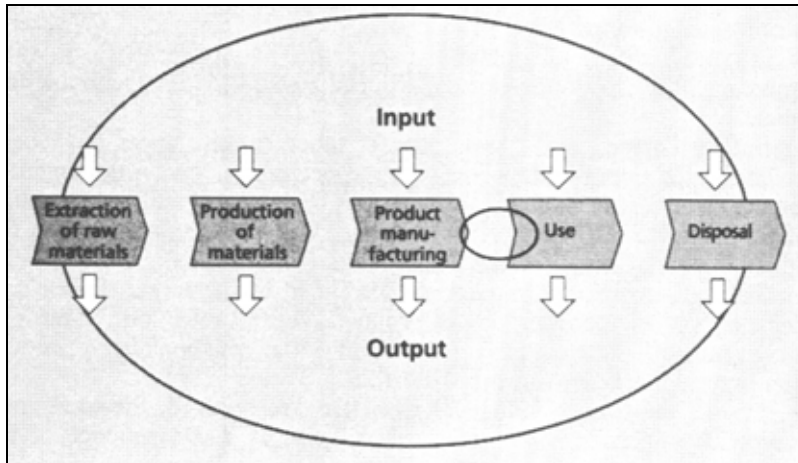 Input
Extraction
of raw
materials
Production
of
materials
Product
manu-
facturing
Use
Disposal
Output